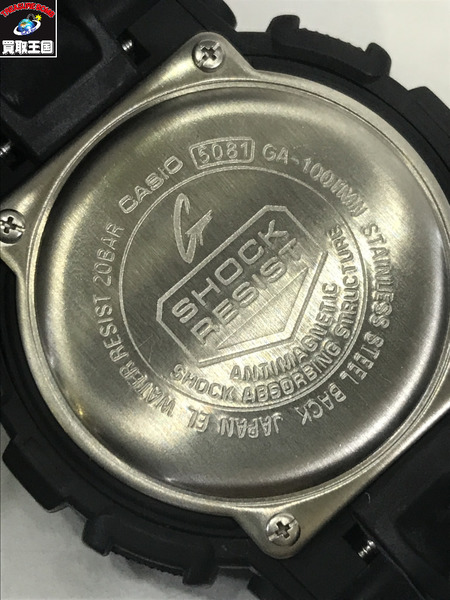 買取王国
CASIO 5081 GA-100 STAINLESS STEEL BACK JAPAN EL WATER RESIST 20BAR
G
SHOCK
RESIST
ANTIMAGNETIC
SHOCK ABSORBING STRUCTURE